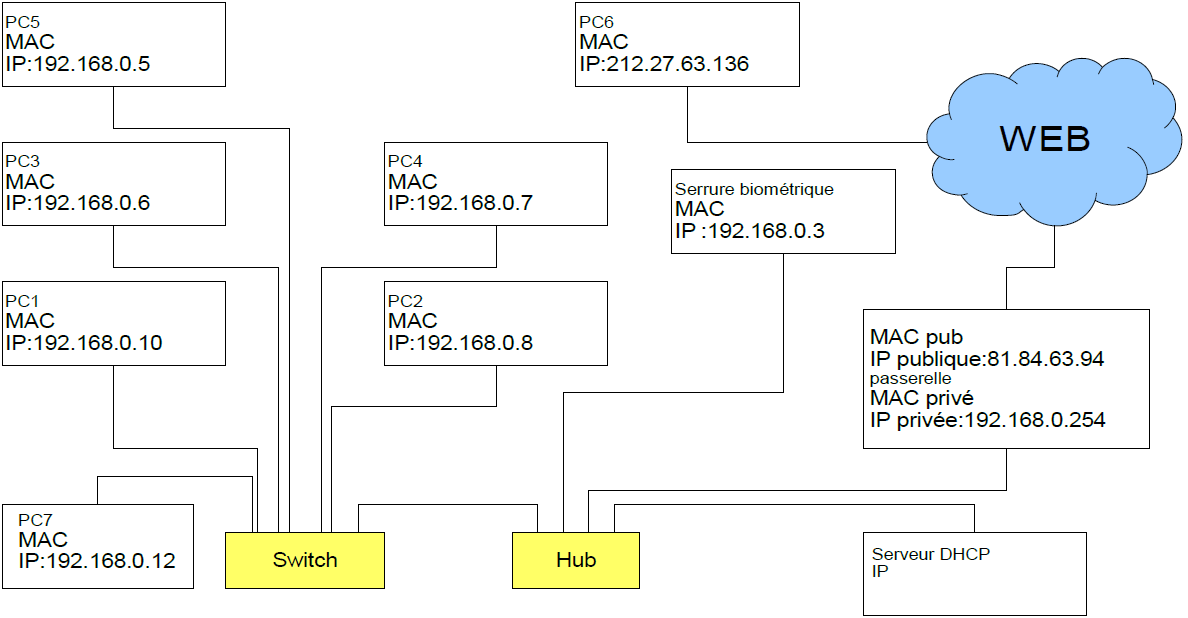 PC5
MAC
IP:192.168.0.5
PC6
MAC
IP:212.27.63.136
WEB
PC3
MAC
IP:192.168.0.6
PC4
MAC
IP:192.168.0.7
Serrure biométrique
MAC
IP :192.168.0.3
PC1
MAC
IP:192.168.0.10
PC2
MAC
IP:192.168.0.8
MAC pub
IP publique:81.84.63.94
passerelle
MAC privé
IP privée:192.168.0.254
PC7
MAC
IP:192.168.0.12
Switch
Hub
Serveur DHCP
IP